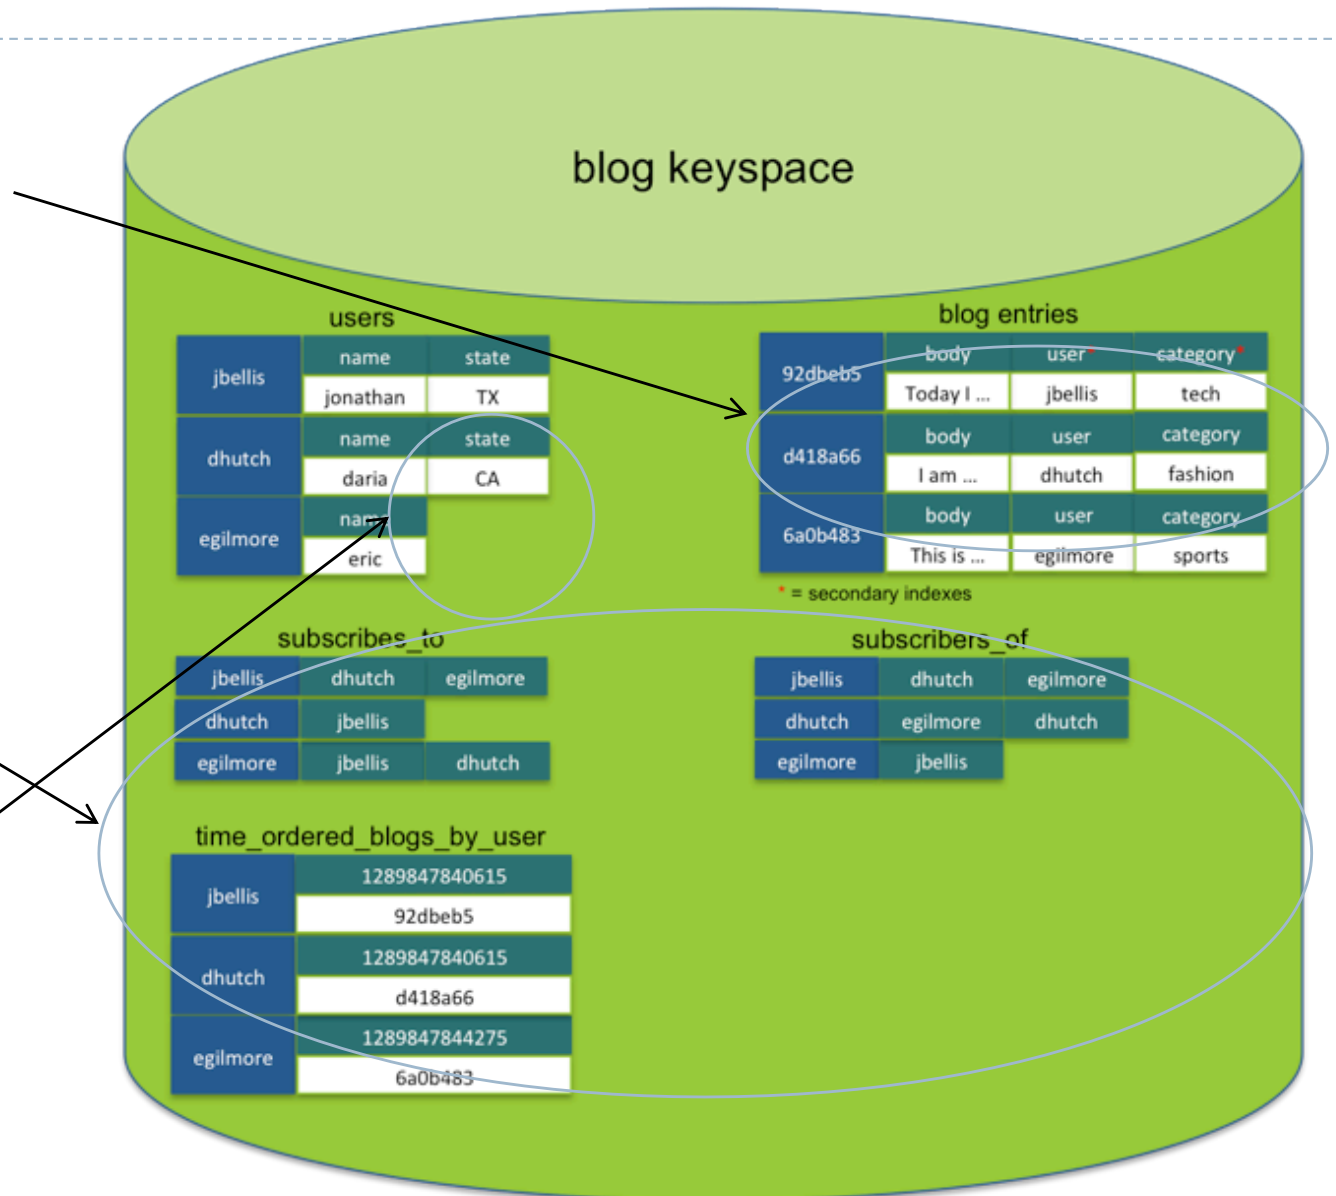 blog keyspace
users
jbellis name state
jonathan TX
dhutch name state
daria CA
egilmore name
eric
blog entries
92dbeb5 body user* category*
Today I ... jbellis tech
d418a66 body user category
I am ... dhutch fashion
6a0b483 body user category
This is ... egilmore sports
* = secondary indexes
subscribes_to
jbellis dhutch egilmore
dhutch jbellis
egilmore jbellis dhutch
subscribers_of
jbellis dhutch egilmore
dhutch egilmore dhutch
egilmore jbellis
time_ordered_blogs_by_user
jbellis 1289847840615
92dbeb5
dhutch 1289847840615
d418a66
egilmore 1289847844275
6a0b483